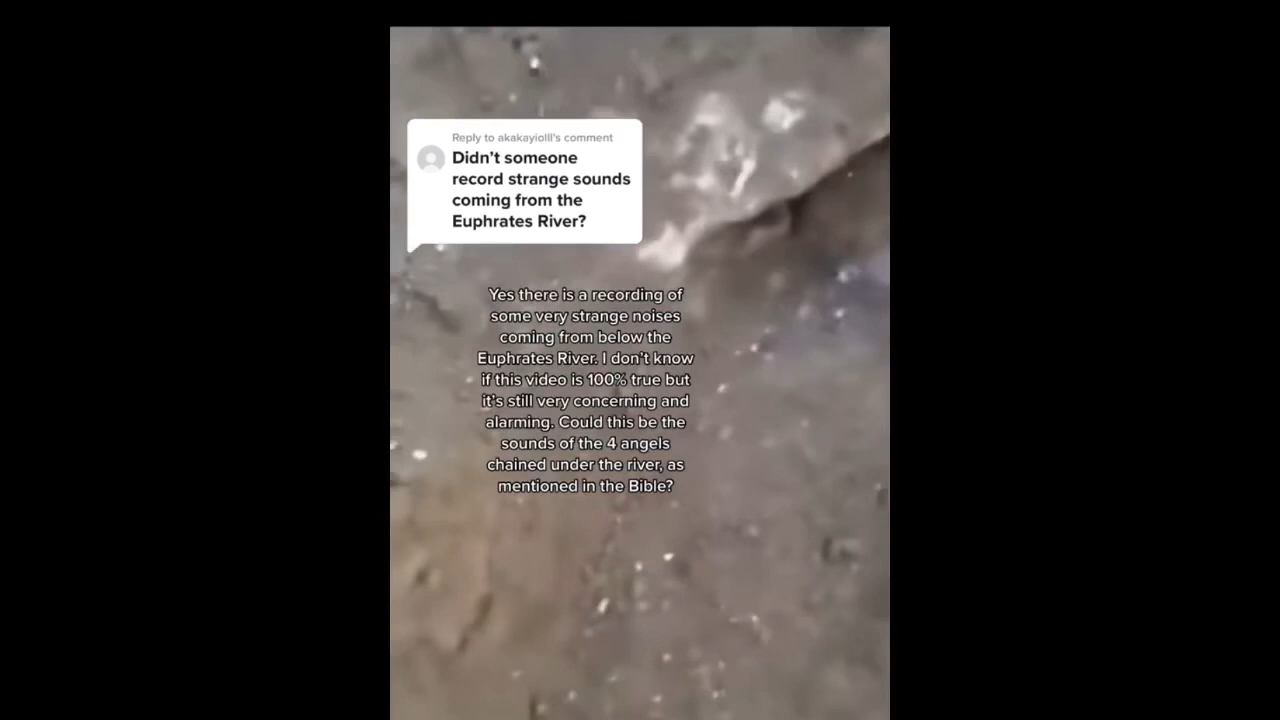 Reply to akakayiolll's comment
Didn't someone
record strange sounds
coming from the
Euphrates River?
Yes there is a recording of
some very strange noises
coming from below the
Euphrates River. I don't know
if this video is 100% true but
it's still very concerning and
alarming. Could this be the
sounds of the 4 angels
chained under the river, as
mentioned in the Bible?